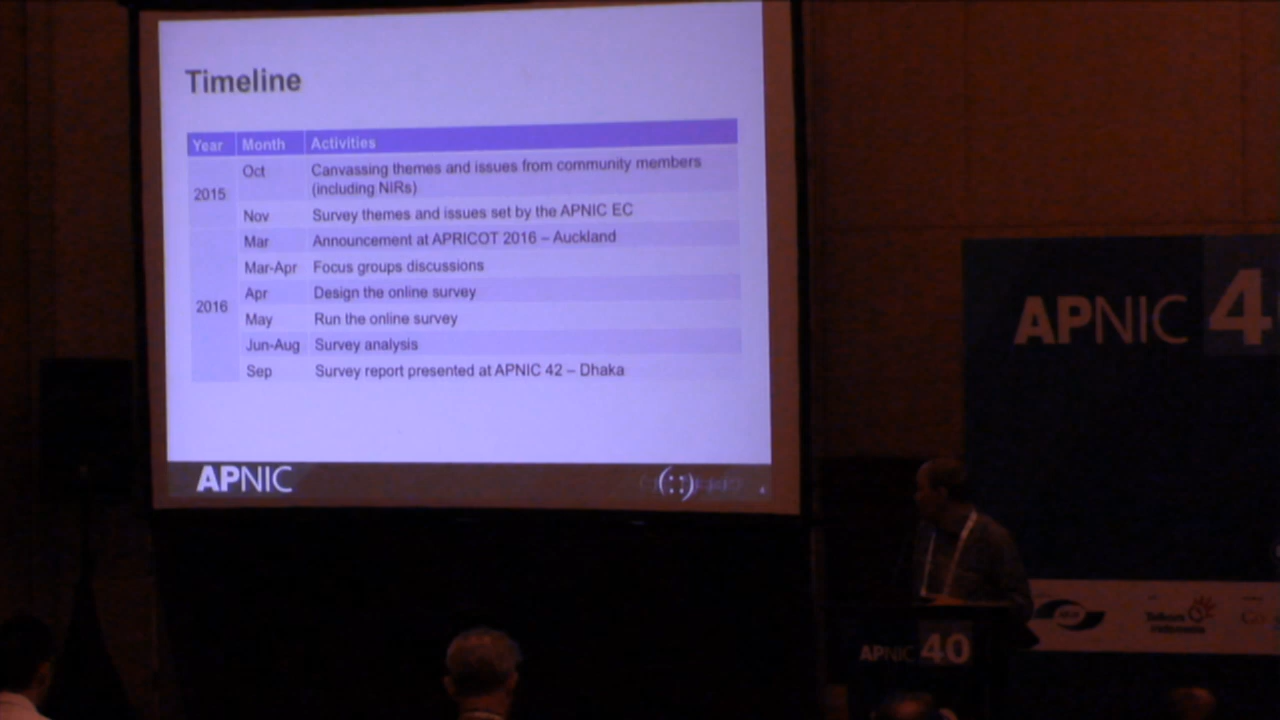 Timeline
Year Month Activities
2015
Oct Canvassing themes and issues from community members
(including NIRs)
Nov Survey themes and issues set by the APNIC EC
2016
Mar Announcement at APRICOT 2016 – Auckland
Mar-Apr Focus groups discussions
Apr Design the online survey
May Run the online survey
Jun-Aug Survey analysis
Sep Survey report presented at APNIC 42 – Dhaka
APNIC
(::)
APNIC 4
APNIC 40
Telkom